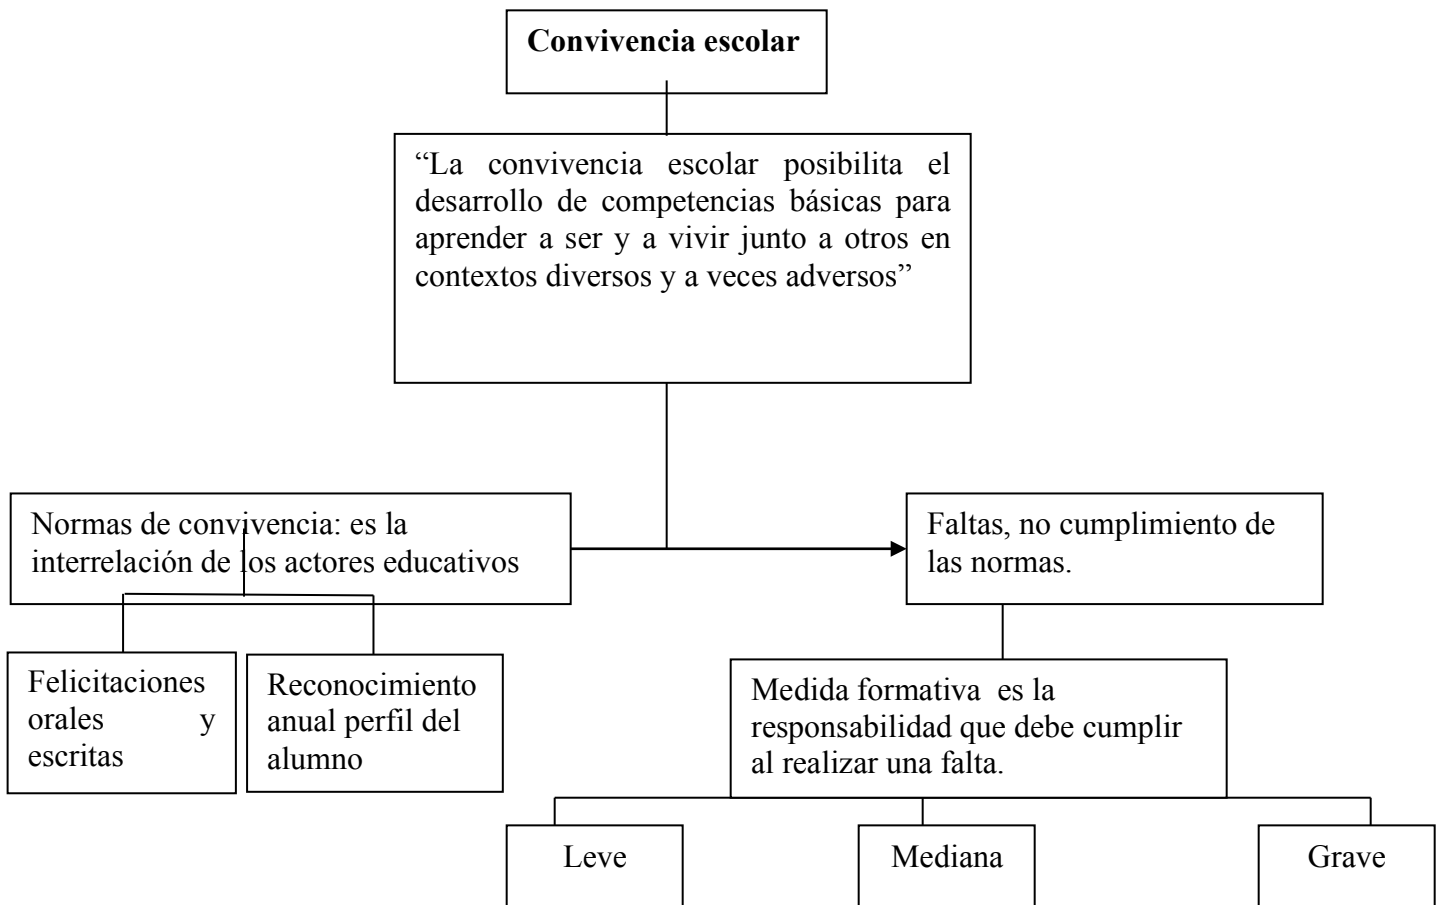 Convivencia escolar
“La convivencia escolar posibilita el
desarrollo de competencias básicas para
aprender a ser y a vivir junto a otros en
contextos diversos y a veces adversos”
Normas de convivencia: es la
interrelación de los actores educativos
Faltas, no cumplimiento de
las normas.
Felicitaciones
orales y
escritas
Reconocimiento
anual perfil del
alumno
Medida formativa es la
responsabilidad que debe cumplir
al realizar una falta.
Leve
Mediana
Grave